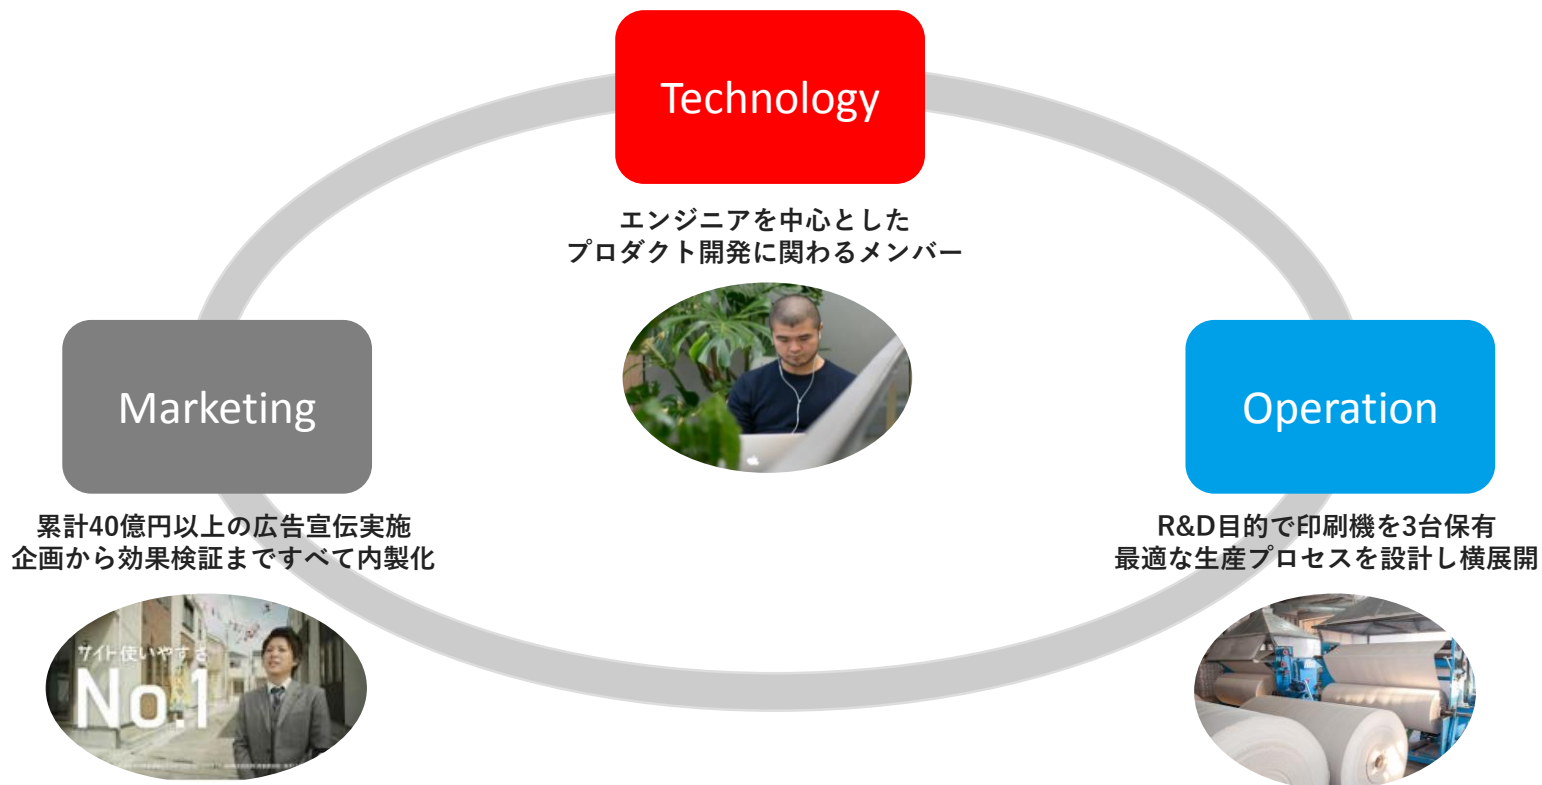 Technology
エンジニアを中心とした
プロダクト開発に関わるメンバー
Marketing
累計40億円以上の広告宣伝実施
企画から効果検証まですべて内製化
サイト使いやすさ
No.1
Operation
R&D目的で印刷機を3台保有
最適な生産プロセスを設計し横展開